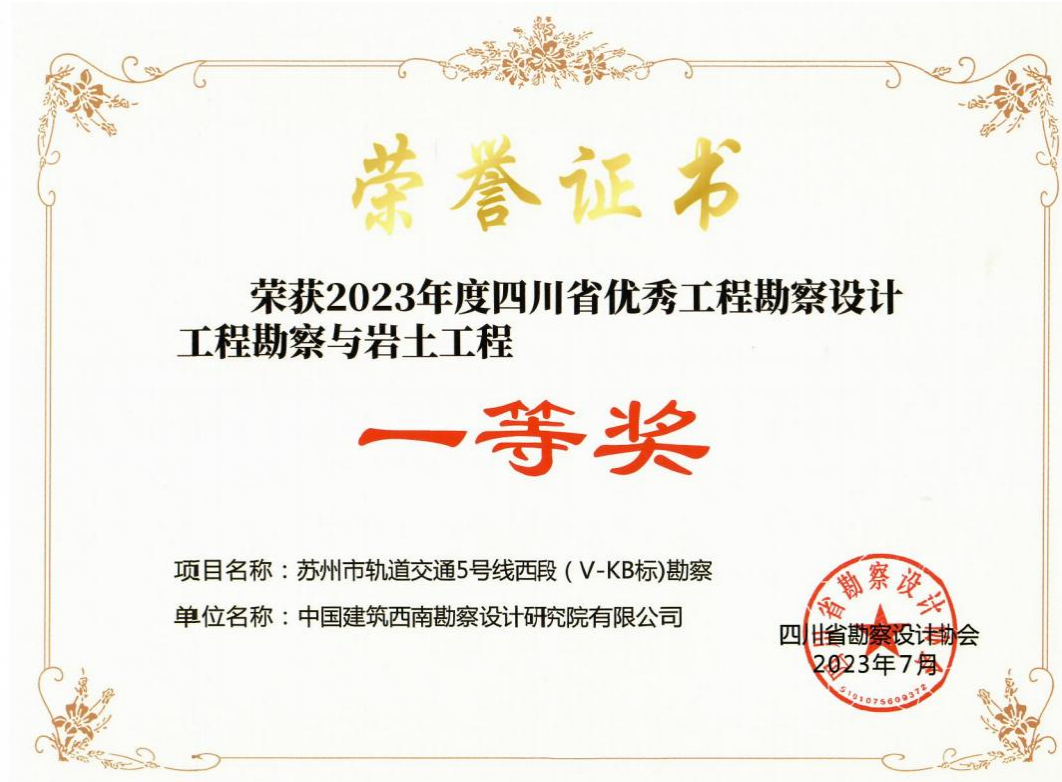 荣誉证书
荣获2023年度四川省优秀工程勘察设计
工程勘察与岩土工程
一等奖
项目名称：苏州市轨道交通5号线西段（V-KB标)勘察
单位名称：中国建筑西南勘察设计研究院有限公司
四川省勘察设计协会
2023年7月
四川省勘察设计协会
5101075609372